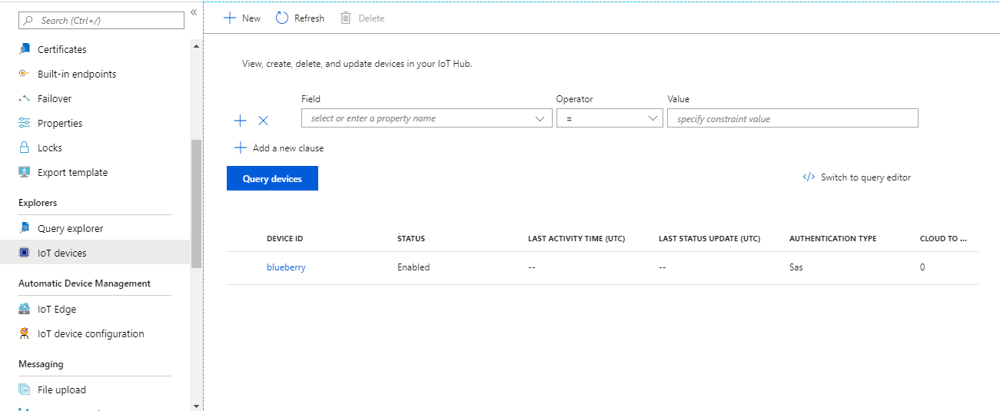 Search (Ctrl+/)
«
Certificates
Built-in endpoints
Failover
Properties
Locks
Export template
Explorers
Query explorer
IoT devices
Automatic Device Management
IoT Edge
IoT device configuration
Messaging
File upload
New Refresh Delete
View, create, delete, and update devices in your IoT Hub.
Field Operator Value
select or enter a property name = specify constraint value
Add a new clause
Query devices
</> Switch to query editor
DEVICE ID STATUS LAST ACTIVITY TIME (UTC) LAST STATUS UPDATE (UTC) AUTHENTICATION TYPE CLOUD TO ...
blueberry Enabled -- -- Sas 0